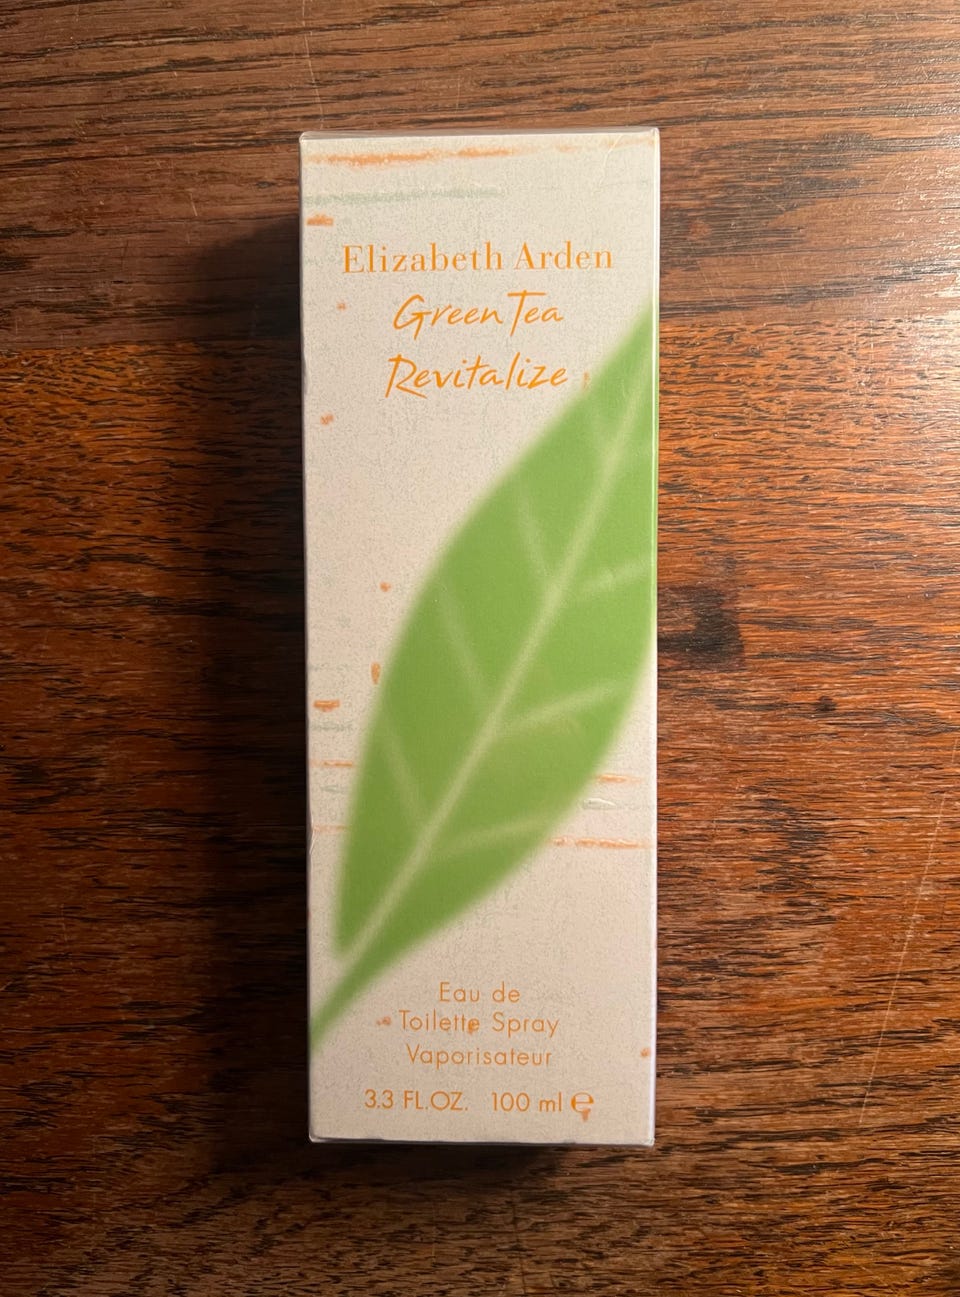 Elizabeth Arden
Green Tea
Revitalize
Eau de
Toilette Spray
Vaporisateur
3.3 FL.OZ. 100 ml ℮